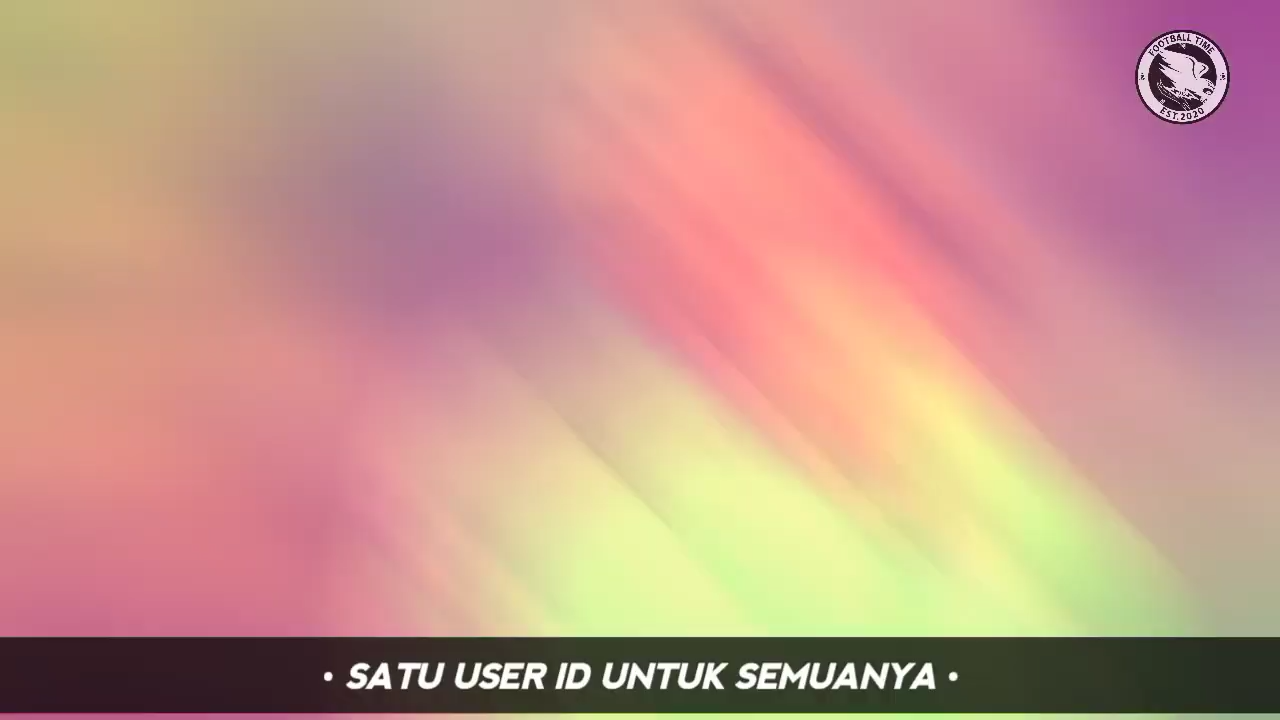 FOOTBALL TIME
EST.2020
• SATU USER ID UNTUK SEMUANYA •